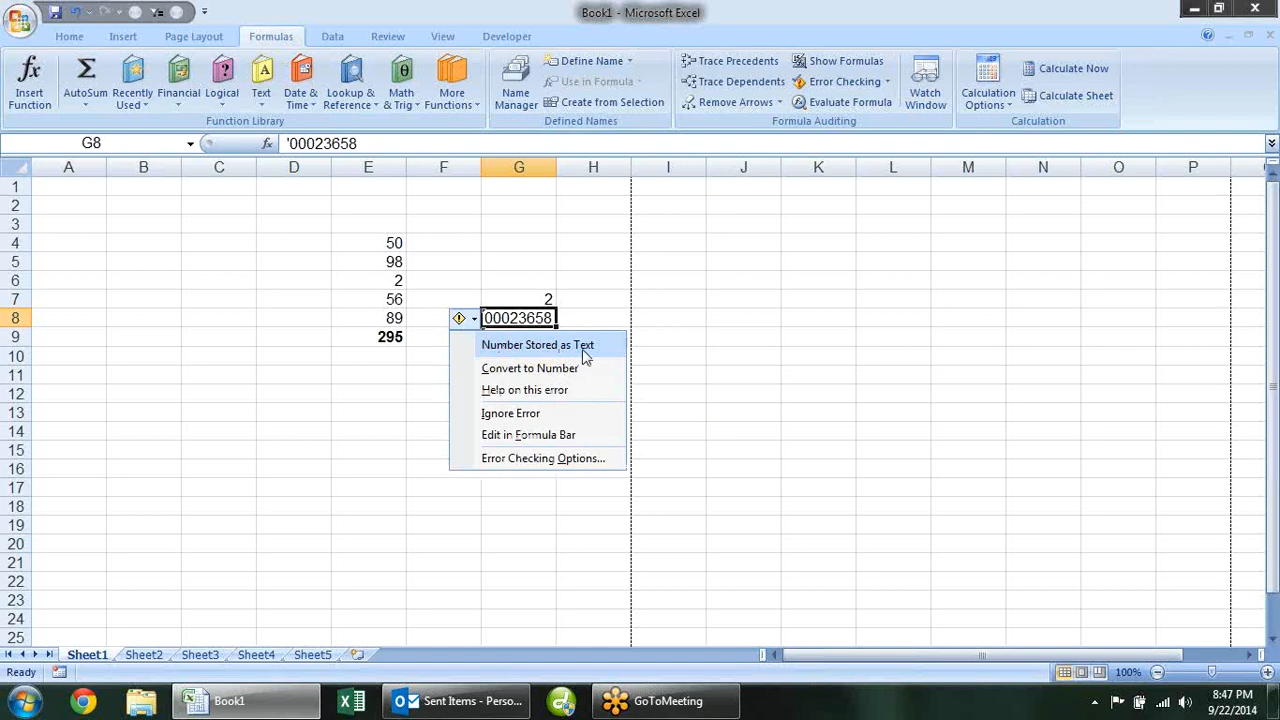 Book1 - Microsoft Excel
Home Insert Page Layout Formulas Data Review View Developer
Insert Function
AutoSum
Recently Used
Financial
Logical
Text
Date & Time
Lookup & Reference
Math & Trig
More Functions
Function Library
Name Manager
Define Name
Use in Formula
Create from Selection
Defined Names
Trace Precedents
Trace Dependents
Remove Arrows
Show Formulas
Error Checking
Evaluate Formula
Formula Auditing
Watch Window
Calculation Options
Calculate Now
Calculate Sheet
Calculation
G8 fx '00023658
A B C D E F G H I J K L M N O P
1
2
3
4 50
5 98
6 2
7 56 2
8 89 00023658
9 295
Number Stored as Text
Convert to Number
Help on this error
Ignore Error
Edit in Formula Bar
Error Checking Options...
10
11
12
13
14
15
16
17
18
19
20
21
22
23
24
25
Sheet1 Sheet2 Sheet3 Sheet4 Sheet5
Ready 100%
Book1 Sent Items - Perso... GoToMeeting
8:47 PM
9/22/2014